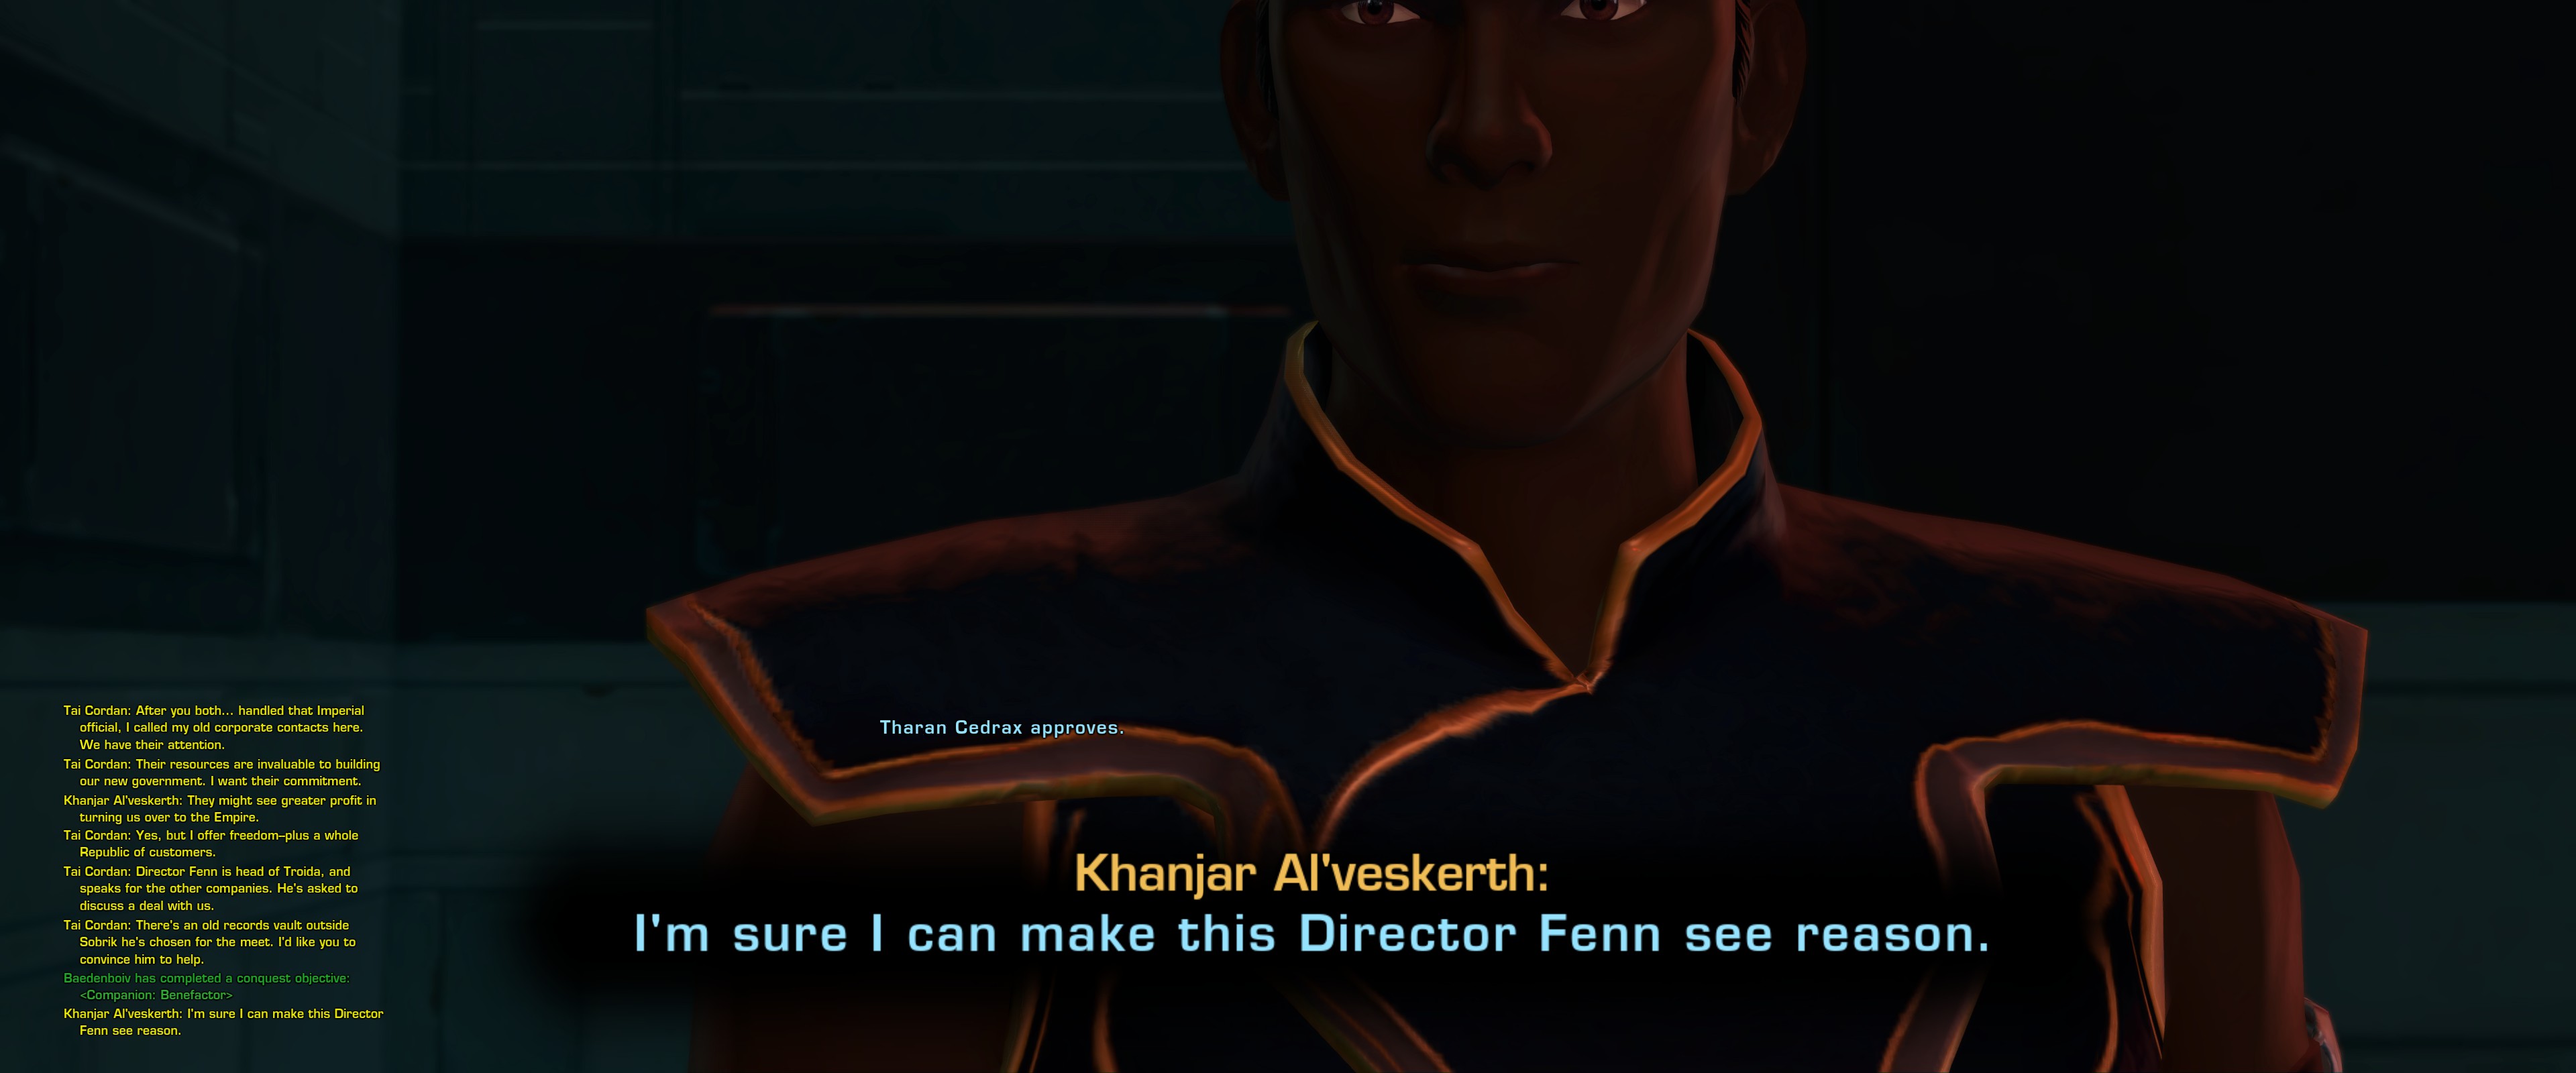 Tai Cordan: After you both... handled that Imperial
official, I called my old corporate contacts here.
We have their attention.
Tai Cordan: Their resources are invaluable to building
our new government. I want their commitment.
Khanjar Al'veskerth: They might see greater profit in
turning us over to the Empire.
Tai Cordan: Yes, but I offer freedom–plus a whole
Republic of customers.
Tai Cordan: Director Fenn is head of Troida, and
speaks for the other companies. He's asked to
discuss a deal with us.
Tai Cordan: There's an old records vault outside
Sobrik he's chosen for the meet. I'd like you to
convince him to help.
Baedenboiv has completed a conquest objective:
<Companion: Benefactor>
Khanjar Al'veskerth: I'm sure I can make this Director
Fenn see reason.
Tharan Cedrax approves.
Khanjar Al'veskerth:
I'm sure I can make this Director Fenn see reason.